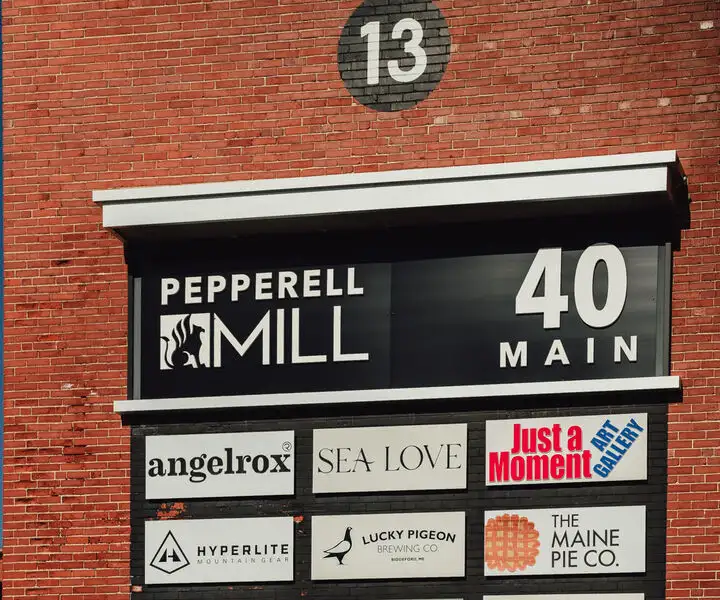 13
PEPPERELL
MILL
40
MAIN
angelrox®
SEA LOVE
Just a
Moment
ART
GALLERY
HYPERLITE
MOUNTAIN GEAR
LUCKY PIGEON
BREWING CO.
BIDDEFORD, ME
THE
MAINE
PIE CO.